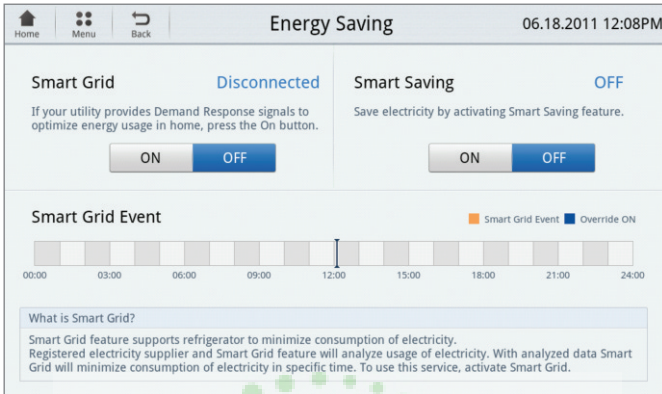 Home Menu Back Energy Saving 06.18.2011 12:08PM
Smart Grid Disconnected Smart Saving OFF
If your utility provides Demand Response signals to
optimize energy usage in home, press the On button.
Save electricity by activating Smart Saving feature.
ON OFF ON OFF
Smart Grid Event Smart Grid Event Override ON
00:00 03:00 06:00 09:00 12:00 15:00 18:00 21:00 24:00
What is Smart Grid?
Smart Grid feature supports refrigerator to minimize consumption of electricity.
Registered electricity supplier and Smart Grid feature will analyze usage of electricity. With analyzed data Smart
Grid will minimize consumption of electricity in specific time. To use this service, activate Smart Grid.